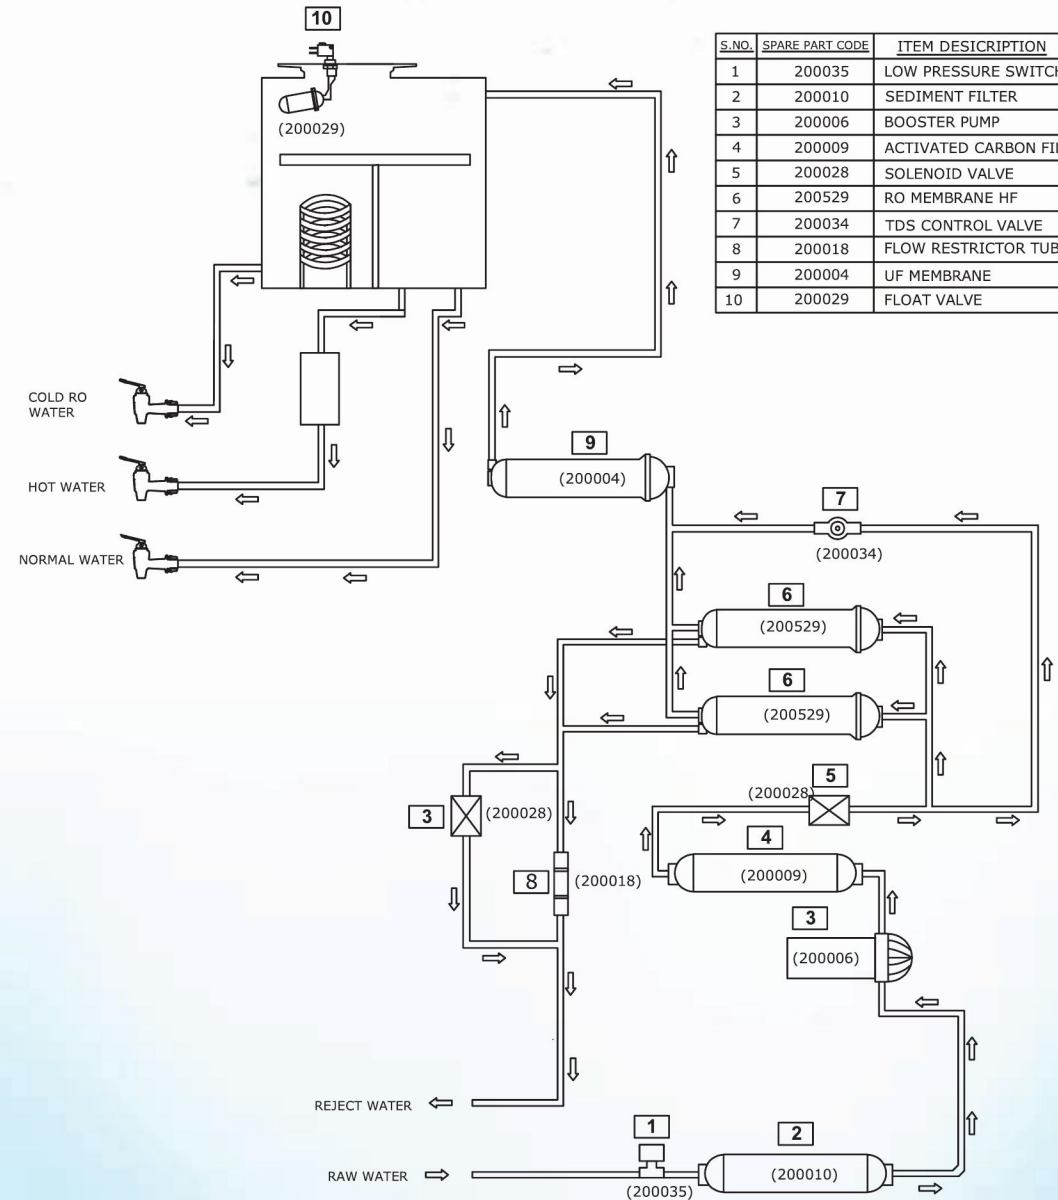 10
(200029)
S.NO. SPARE PART CODE ITEM DESICRIPTION
1 200035 LOW PRESSURE SWITCH
2 200010 SEDIMENT FILTER
3 200006 BOOSTER PUMP
4 200009 ACTIVATED CARBON FIL
5 200028 SOLENOID VALVE
6 200529 RO MEMBRANE HF
7 200034 TDS CONTROL VALVE
8 200018 FLOW RESTRICTOR TUB
9 200004 UF MEMBRANE
10 200029 FLOAT VALVE
COLD RO
WATER
HOT WATER
NORMAL WATER
9
(200004)
7
(200034)
6
(200529)
6
(200529)
5
(200028)
3
(200028)
4
(200009)
8
(200018)
3
(200006)
REJECT WATER
RAW WATER
1
(200035)
2
(200010)